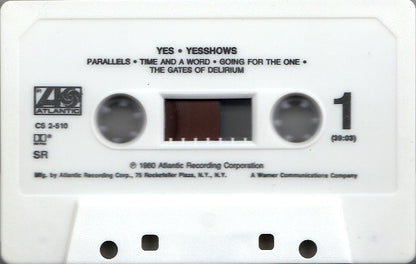 YES • YESSHOWS
PARALLELS • TIME AND A WORD • GOING FOR THE ONE •
THE GATES OF DELIRIUM
ATLANTIC
CS 2-510
1
SR
(39:03)
℗ 1980 Atlantic Recording Corporation
Mfg. by Atlantic Recording Corp., 75 Rockefeller Plaza, N.Y., N.Y.
A Warner Communications Company